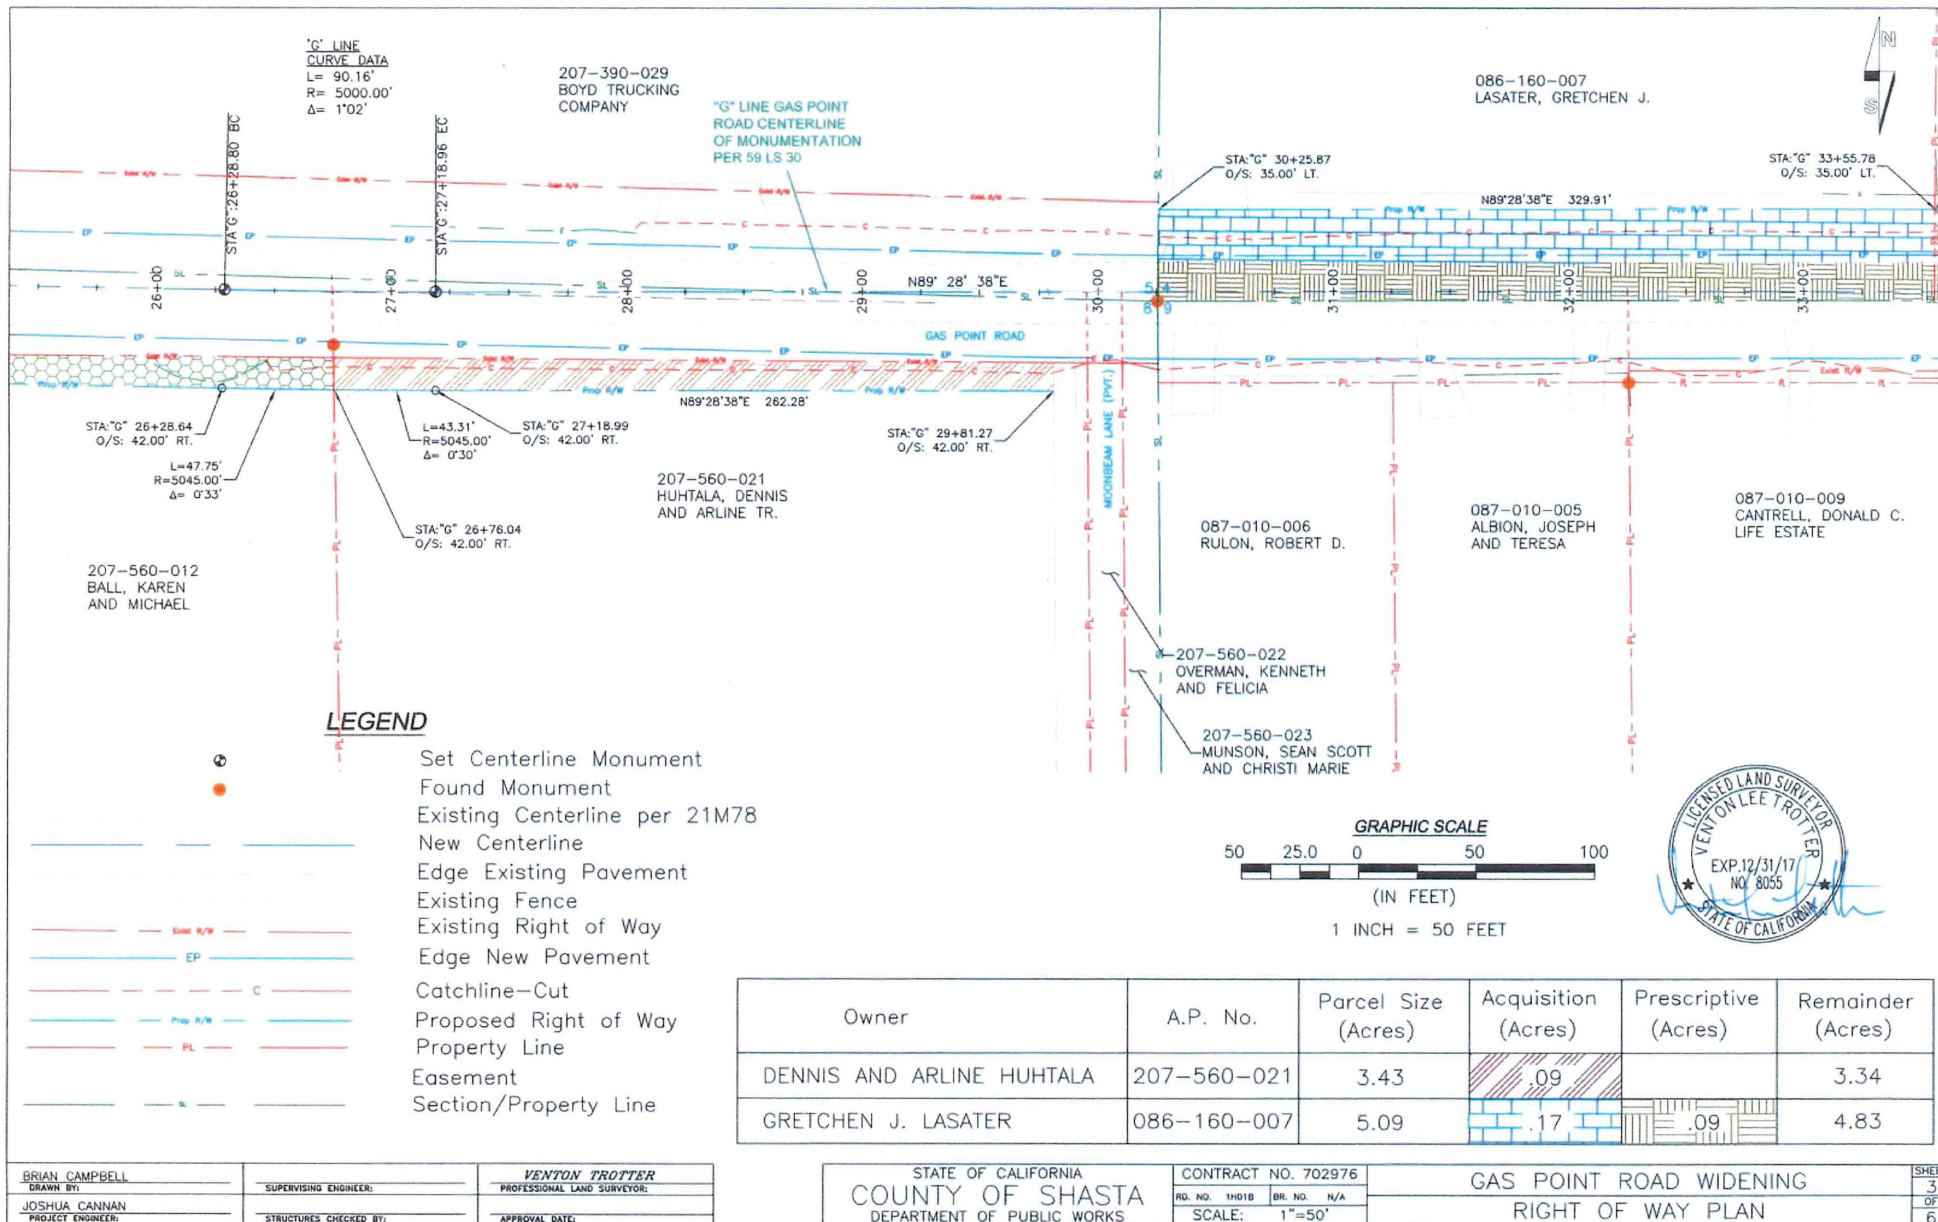 'G' LINE
CURVE DATA
L= 90.16'
R= 5000.00'
Δ= 1°02'
207-390-029
BOYD TRUCKING
COMPANY
"G" LINE GAS POINT
ROAD CENTERLINE
OF MONUMENTATION
PER 59 LS 30
086-160-007
LASATER, GRETCHEN J.
N
S
STA:"G":26+28.80 BC
STA"G":27+18.96 EC
STA:"G" 30+25.87
O/S: 35.00' LT.
STA:"G" 33+55.78
O/S: 35.00' LT.
N89°28'38"E 329.91'
Exist R/W
Prop R/W
EP
SL
C
F
26+00
27+00
28+00
29+00
30+00
31+00
32+00
33+00
N89° 28' 38"E
5 4
8 9
GAS POINT ROAD
MOONBEAM LANE (PVT.)
N89°28'38"E 262.28'
STA:"G" 26+28.64
O/S: 42.00' RT.
L=43.31'
R=5045.00'
Δ= 0°30'
STA:"G" 27+18.99
O/S: 42.00' RT.
STA:"G" 29+81.27
O/S: 42.00' RT.
L=47.75'
R=5045.00'
Δ= 0°33'
STA:"G" 26+76.04
O/S: 42.00' RT.
207-560-021
HUHTALA, DENNIS
AND ARLINE TR.
207-560-012
BALL, KAREN
AND MICHAEL
087-010-006
RULON, ROBERT D.
087-010-005
ALBION, JOSEPH
AND TERESA
087-010-009
CANTRELL, DONALD C.
LIFE ESTATE
207-560-022
OVERMAN, KENNETH
AND FELICIA
207-560-023
MUNSON, SEAN SCOTT
AND CHRISTI MARIE
LEGEND
Set Centerline Monument
Found Monument
Existing Centerline per 21M78
New Centerline
Edge Existing Pavement
Existing Fence
Exist R/W Existing Right of Way
EP Edge New Pavement
C Catchline-Cut
Prop R/W Proposed Right of Way
PL Property Line
Easement
SL Section/Property Line
GRAPHIC SCALE
50 25.0 0 50 100
(IN FEET)
1 INCH = 50 FEET
LICENSED LAND SURVEYOR
VENTON LEE TROTTER
EXP.12/31/17
NO. 8055
STATE OF CALIFORNIA
Owner A.P. No. Parcel Size (Acres) Acquisition (Acres) Prescriptive (Acres) Remainder (Acres)
DENNIS AND ARLINE HUHTALA 207-560-021 3.43 .09 3.34
GRETCHEN J. LASATER 086-160-007 5.09 .17 .09 4.83
BRIAN CAMPBELL
DRAWN BY:
JOSHUA CANNAN
PROJECT ENGINEER:
SUPERVISING ENGINEER:
STRUCTURES CHECKED BY:
VENTON TROTTER
PROFESSIONAL LAND SURVEYOR:
APPROVAL DATE:
STATE OF CALIFORNIA
COUNTY OF SHASTA
DEPARTMENT OF PUBLIC WORKS
CONTRACT NO. 702976
RD. NO. 1H01B BR. NO. N/A
SCALE: 1"=50'
GAS POINT ROAD WIDENING
RIGHT OF WAY PLAN
3
OF
6